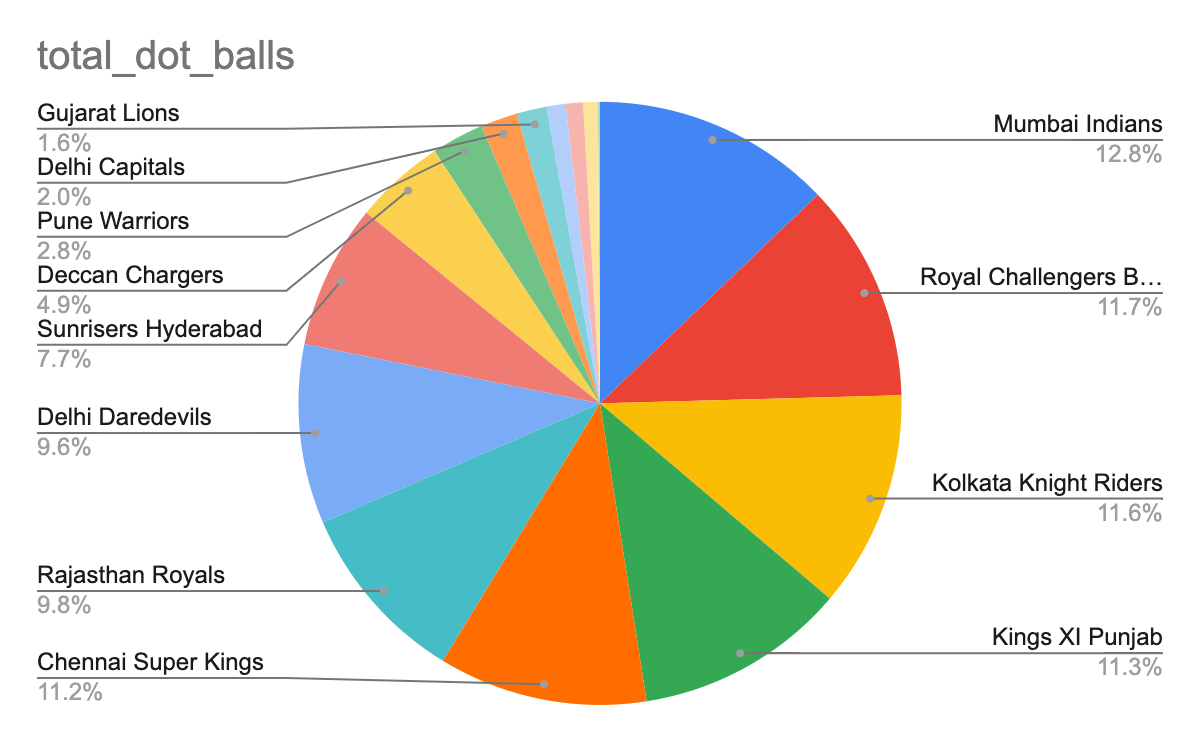 total_dot_balls
Gujarat Lions
1.6%
Delhi Capitals
2.0%
Pune Warriors
2.8%
Deccan Chargers
4.9%
Sunrisers Hyderabad
7.7%
Delhi Daredevils
9.6%
Rajasthan Royals
9.8%
Chennai Super Kings
11.2%
Mumbai Indians
12.8%
Royal Challengers B…
11.7%
Kolkata Knight Riders
11.6%
Kings XI Punjab
11.3%